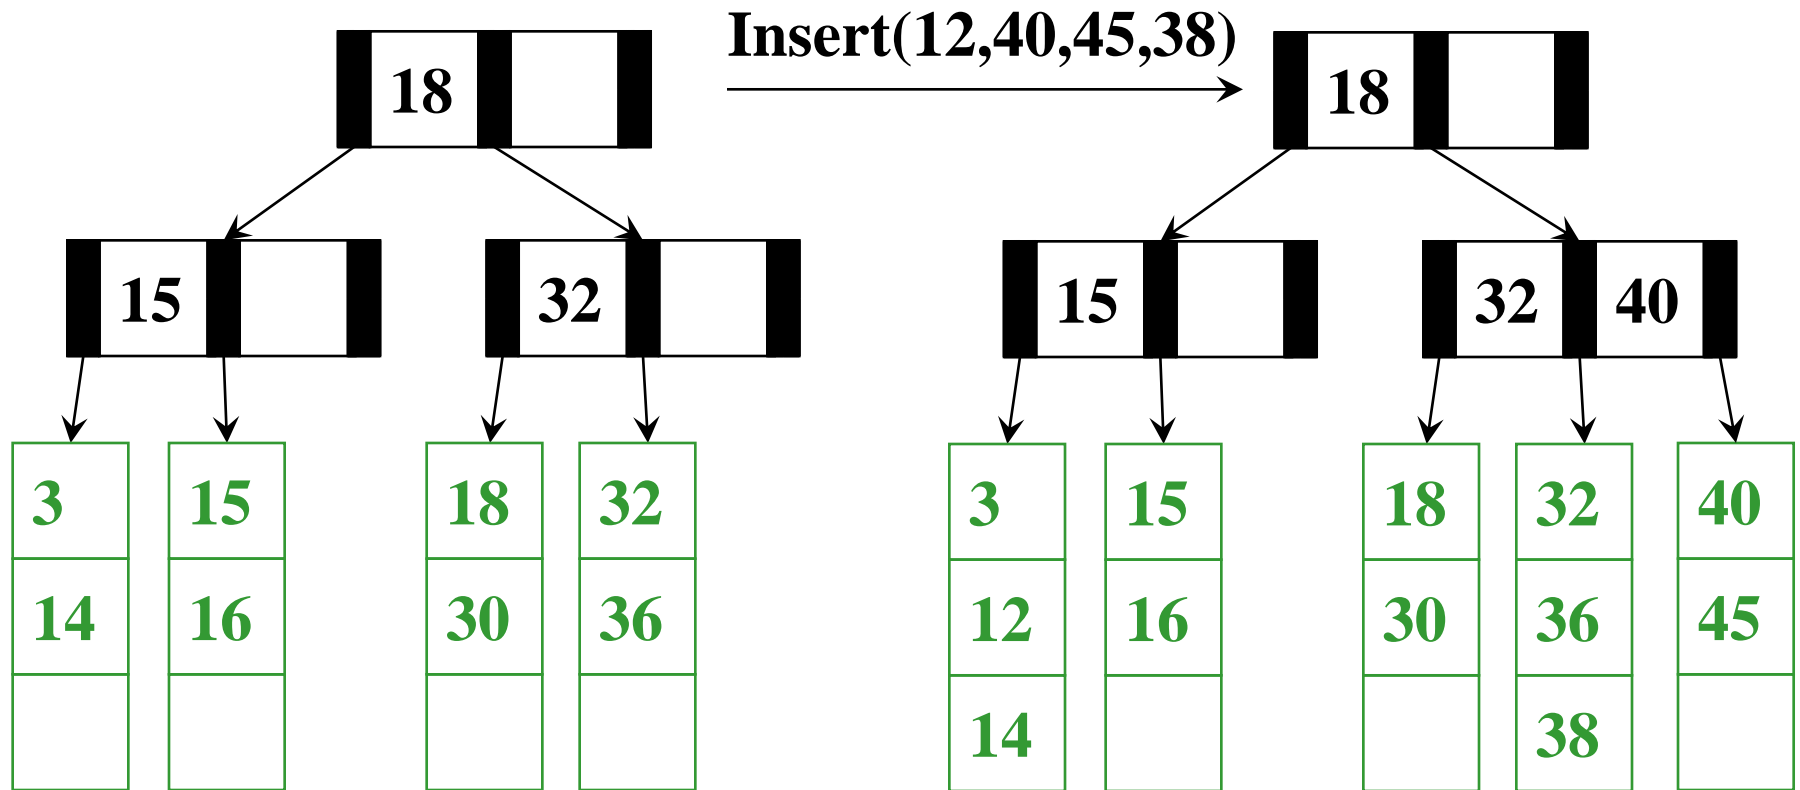 Insert(12,40,45,38)
18 18
15 32 15 32 40
3 15 18 32 3 15 18 32 40
14 16 30 36 12 16 30 36 45
14 38